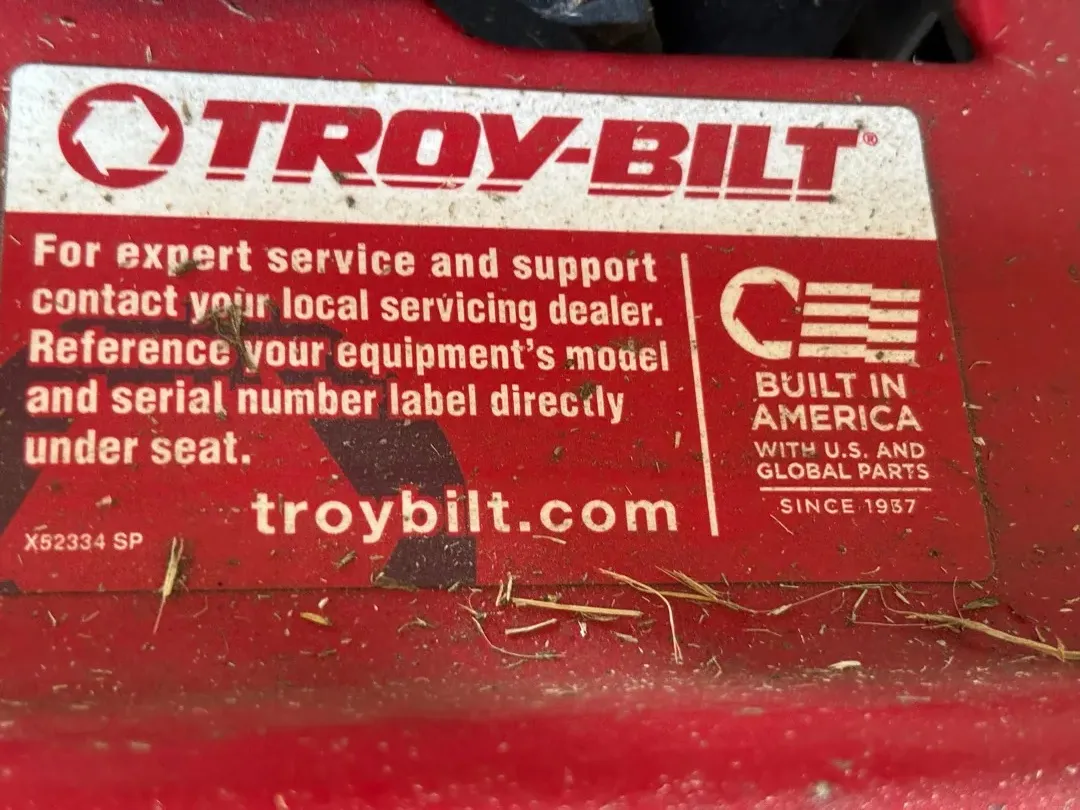 TROY-BILT®
For expert service and support
contact your local servicing dealer.
Reference your equipment's model
and serial number label directly
under seat.
troybilt.com
X52334 SP
BUILT IN
AMERICA
WITH U.S. AND
GLOBAL PARTS
SINCE 1937